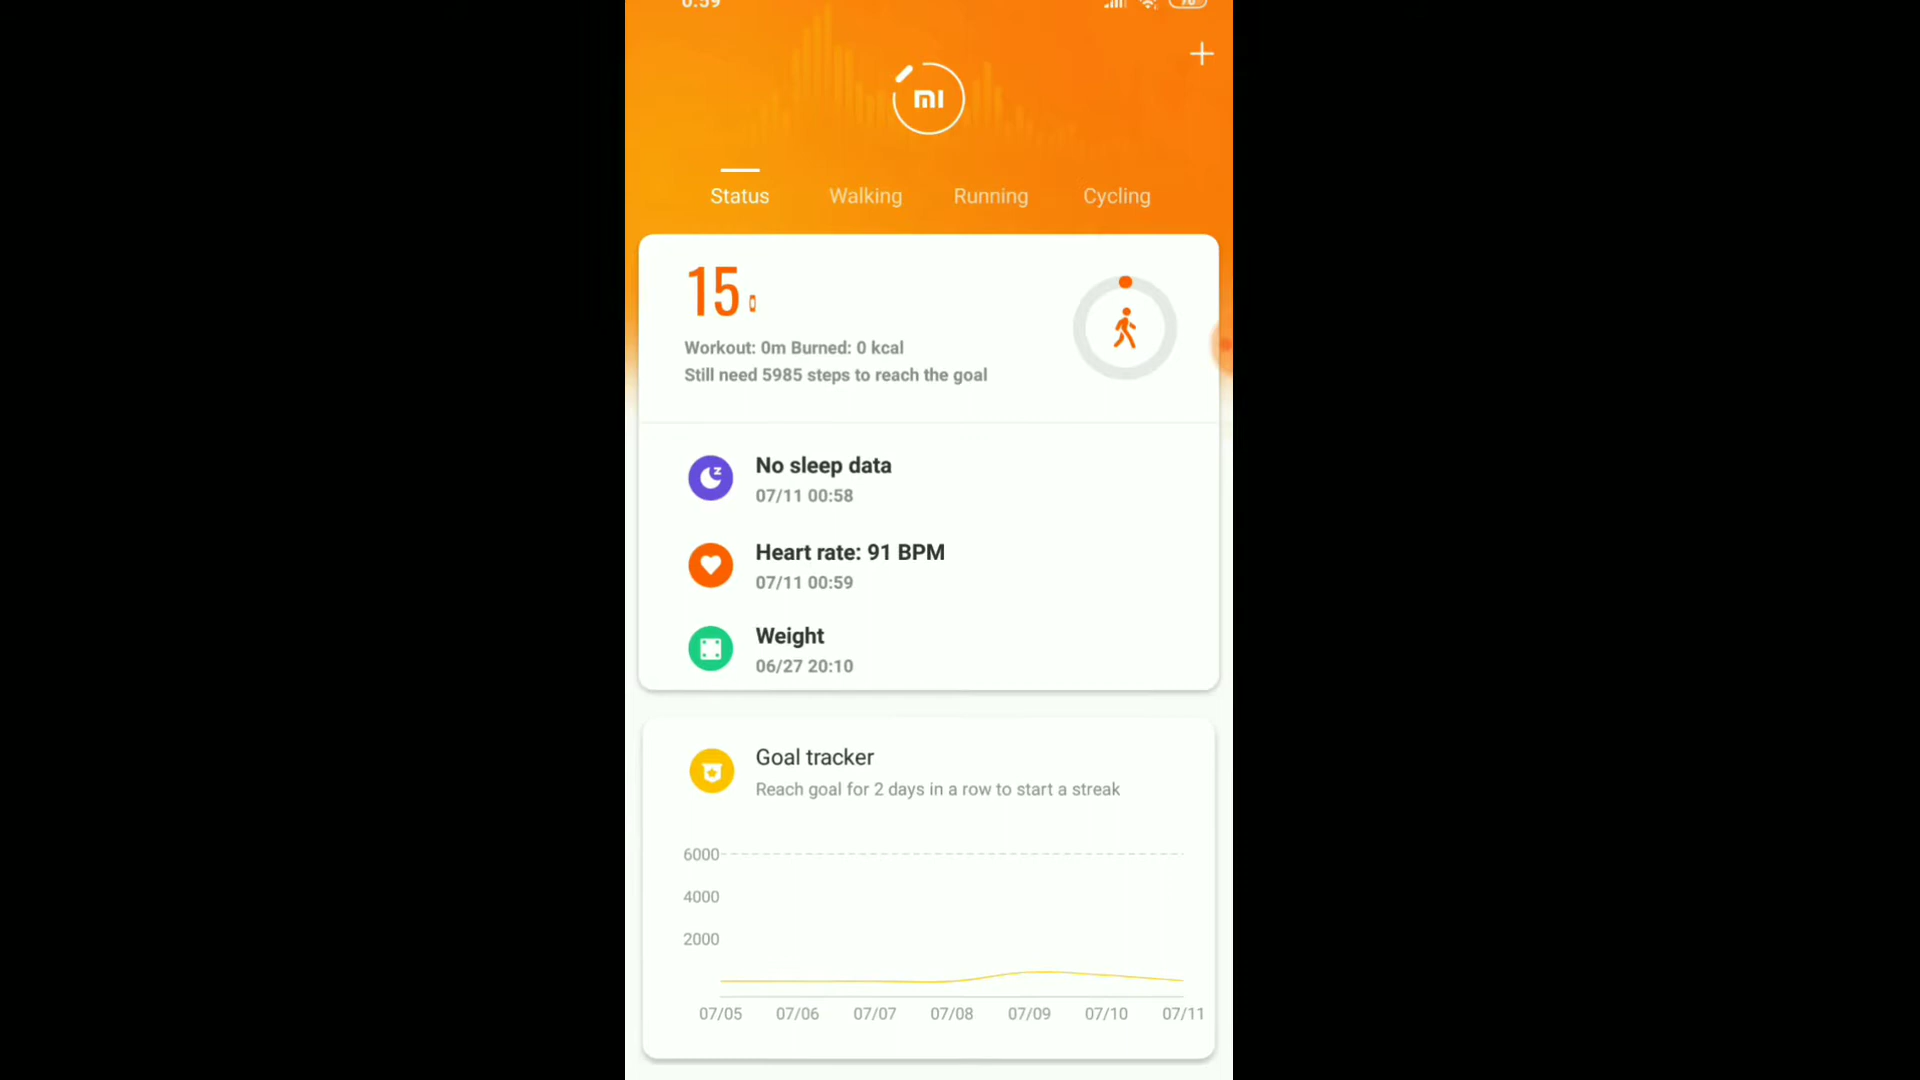 0:59
MI
Status Walking Running Cycling
15
Workout: 0m Burned: 0 kcal
Still need 5985 steps to reach the goal
No sleep data
07/11 00:58
Heart rate: 91 BPM
07/11 00:59
Weight
06/27 20:10
Goal tracker
Reach goal for 2 days in a row to start a streak
6000
4000
2000
07/05 07/06 07/07 07/08 07/09 07/10 07/11